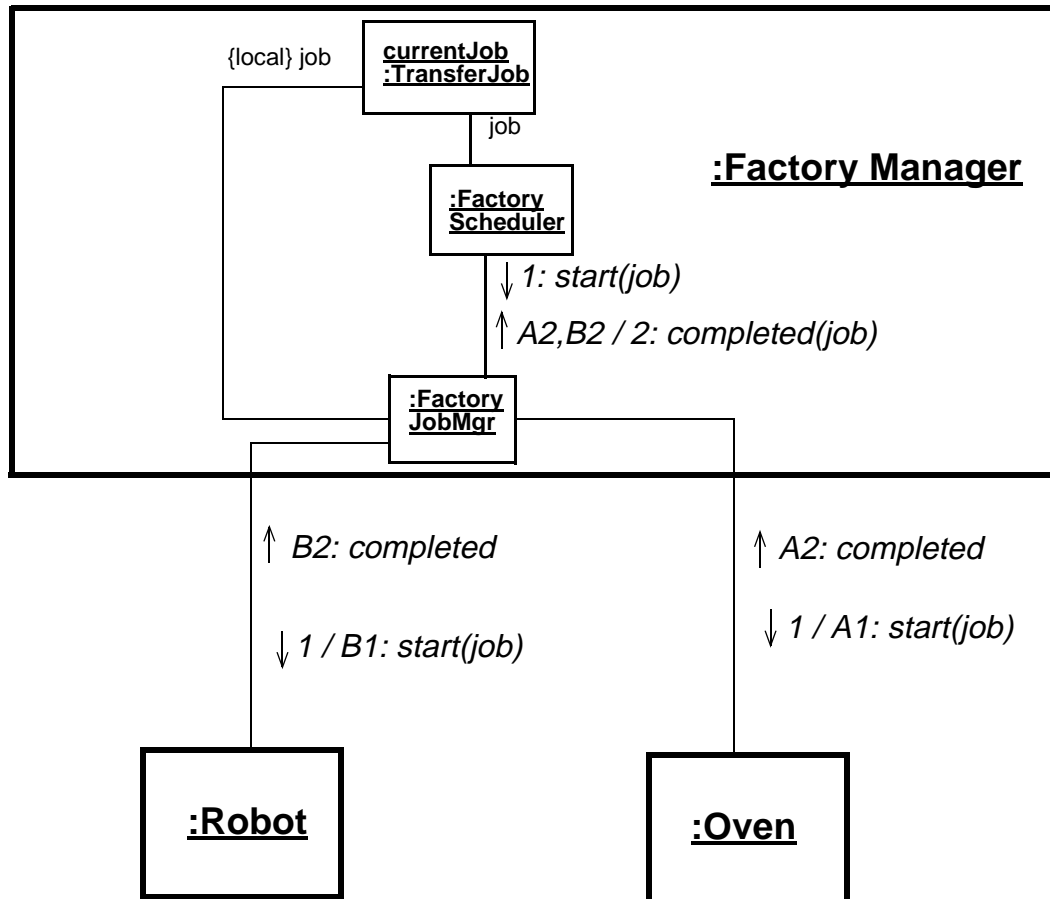 currentJob
:TransferJob
{local} job
job
:Factory Manager
:Factory
Scheduler
1: start(job)
A2,B2 / 2: completed(job)
:Factory
JobMgr
B2: completed
A2: completed
1 / B1: start(job)
1 / A1: start(job)
:Robot
:Oven